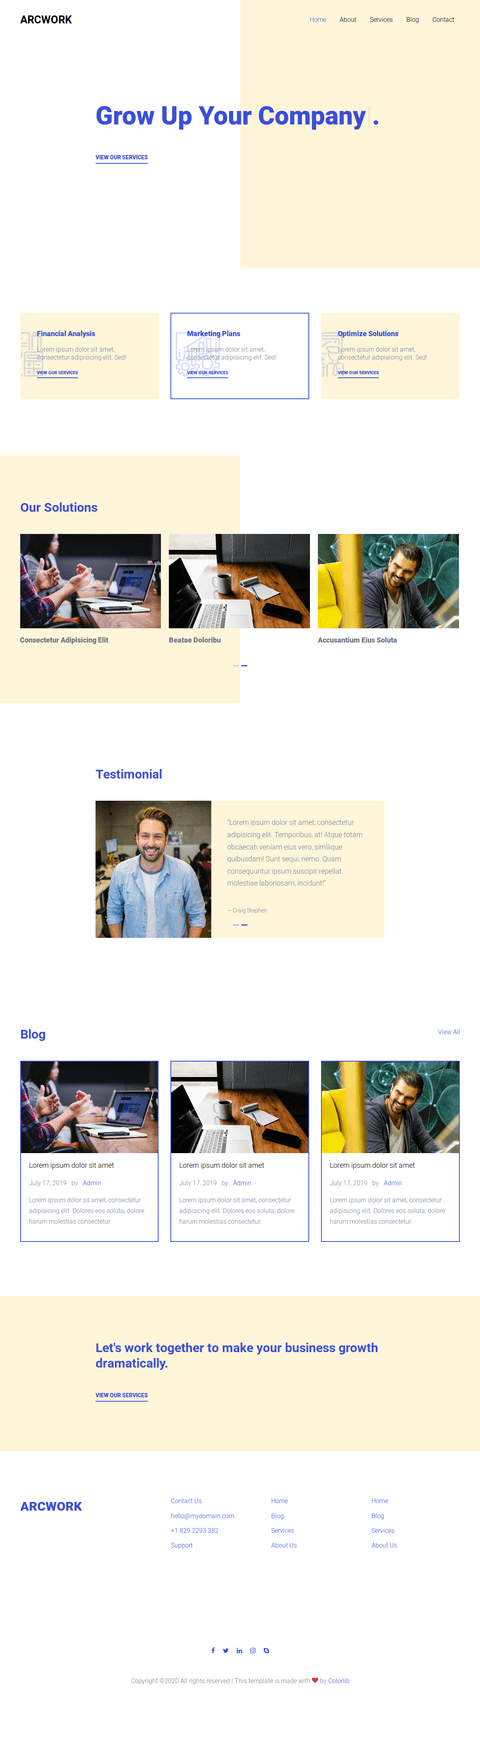 ARCWORK
Home About Services Blog Contact
Grow Up Your Company.
VIEW OUR SERVICES
Financial Analysis
Lorem ipsum dolor sit amet,
consectetur adipisicing elit. Sed!
VIEW OUR SERVICES
Marketing Plans
Lorem ipsum dolor sit amet,
consectetur adipisicing elit. Sed!
VIEW OUR SERVICES
Optimize Solutions
Lorem ipsum dolor sit amet,
consectetur adipisicing elit. Sed!
VIEW OUR SERVICES
Our Solutions
Consectetur Adipisicing Elit
Beatae Doloribu
Accusantium Eius Soluta
Testimonial
"Lorem ipsum dolor sit amet, consectetur
adipisicing elit. Temporibus, at! Atque totam
obcaecati veniam eius vero, similique
quibusdam! Sunt sequi, nemo. Quam
consequuntur ipsum suscipit repellat
molestiae laboriosam, incidunt!"
— Craig Stephen
Blog
View All
Lorem ipsum dolor sit amet
July 17, 2019 by Admin
Lorem ipsum dolor sit amet, consectetur
adipisicing elit. Dolores eos soluta, dolore
harum molestias consectetur.
Lorem ipsum dolor sit amet
July 17, 2019 by Admin
Lorem ipsum dolor sit amet, consectetur
adipisicing elit. Dolores eos soluta, dolore
harum molestias consectetur.
Lorem ipsum dolor sit amet
July 17, 2019 by Admin
Lorem ipsum dolor sit amet, consectetur
adipisicing elit. Dolores eos soluta, dolore
harum molestias consectetur.
Let's work together to make your business growth
dramatically.
VIEW OUR SERVICES
ARCWORK
Contact Us
hello@mydomain.com
+1 829 2293 382
Support
Home
Blog
Services
About Us
Home
Blog
Services
About Us
Copyright ©2020 All rights reserved | This template is made with ❤ by Colorlib